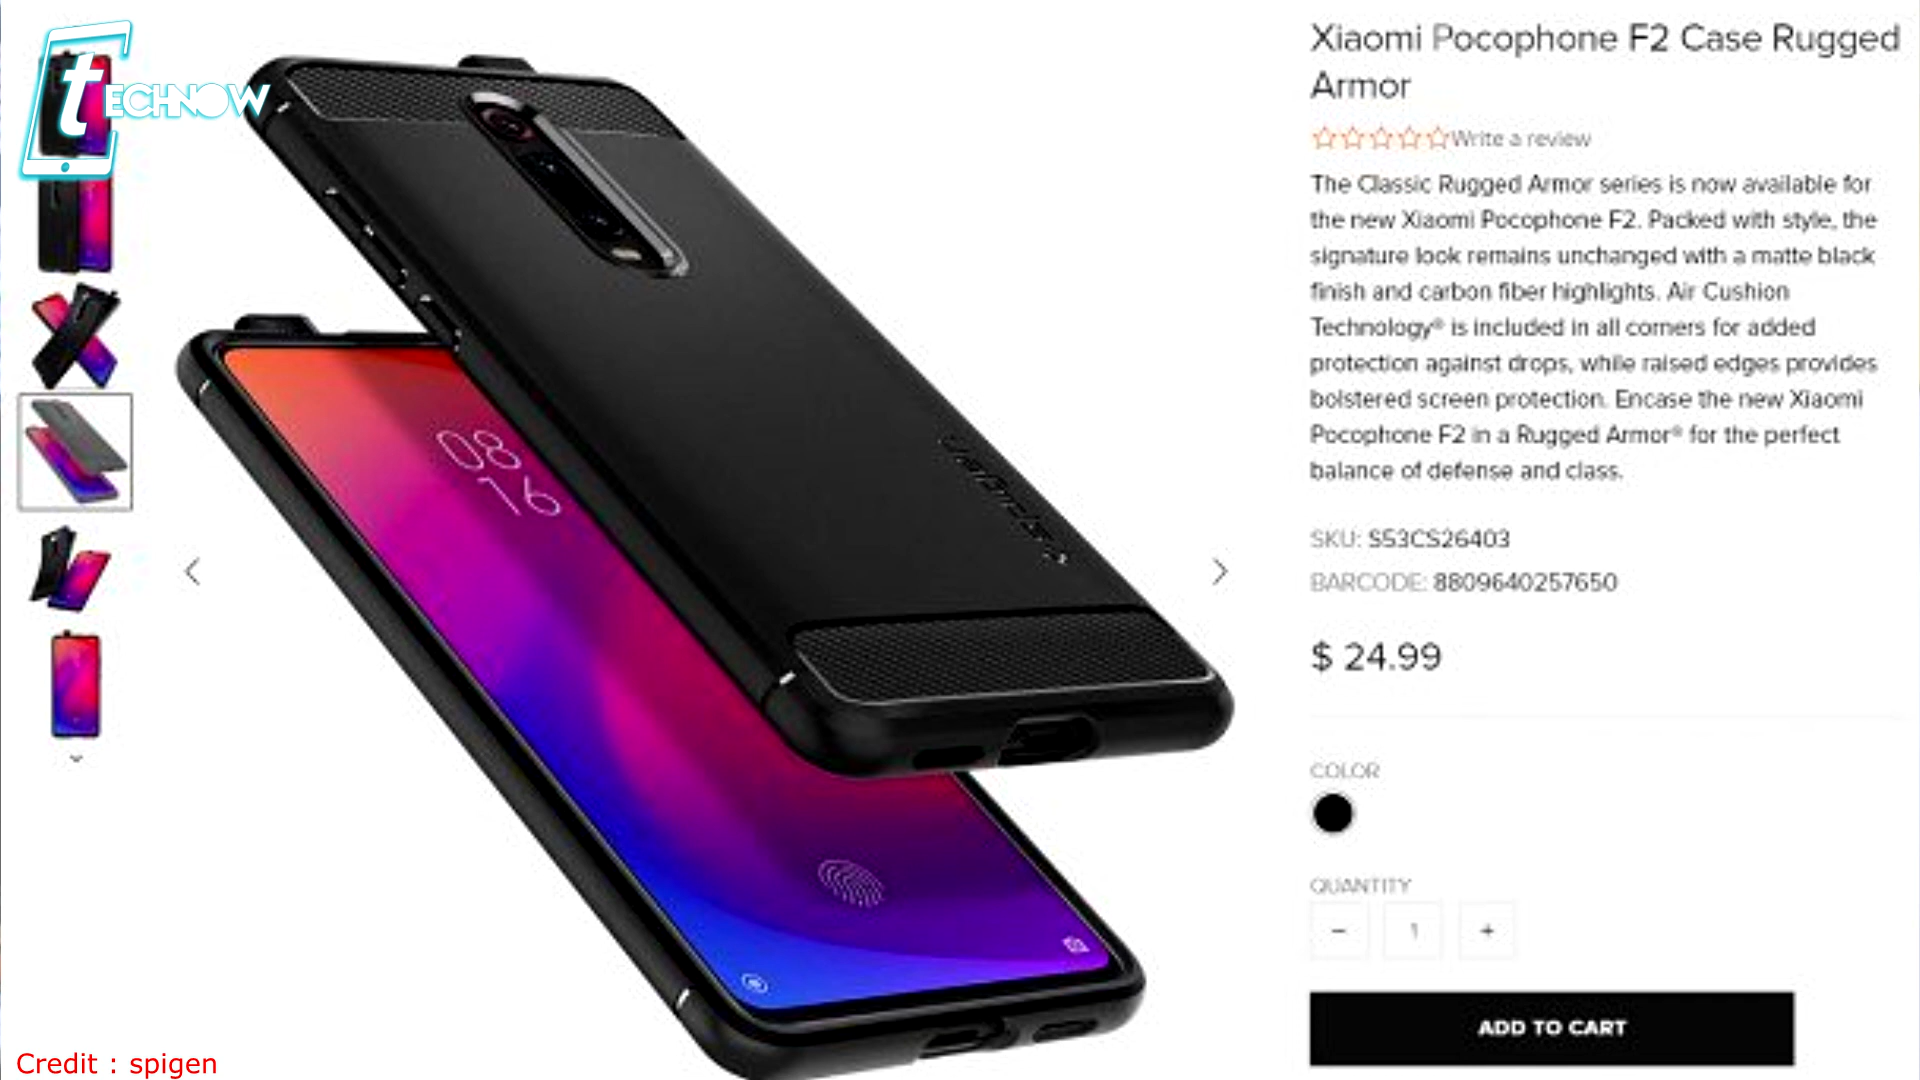 tECHNOW
Xiaomi Pocophone F2 Case Rugged
Armor
Write a review
The Classic Rugged Armor series is now available for
the new Xiaomi Pocophone F2. Packed with style, the
signature look remains unchanged with a matte black
finish and carbon fiber highlights. Air Cushion
Technology® is included in all corners for added
protection against drops, while raised edges provides
bolstered screen protection. Encase the new Xiaomi
Pocophone F2 in a Rugged Armor® for the perfect
balance of defense and class.
SKU: S53CS26403
BARCODE: 8809640257650
$ 24.99
COLOR
QUANTITY
− 1 +
ADD TO CART
08
16
spigen
Credit : spigen